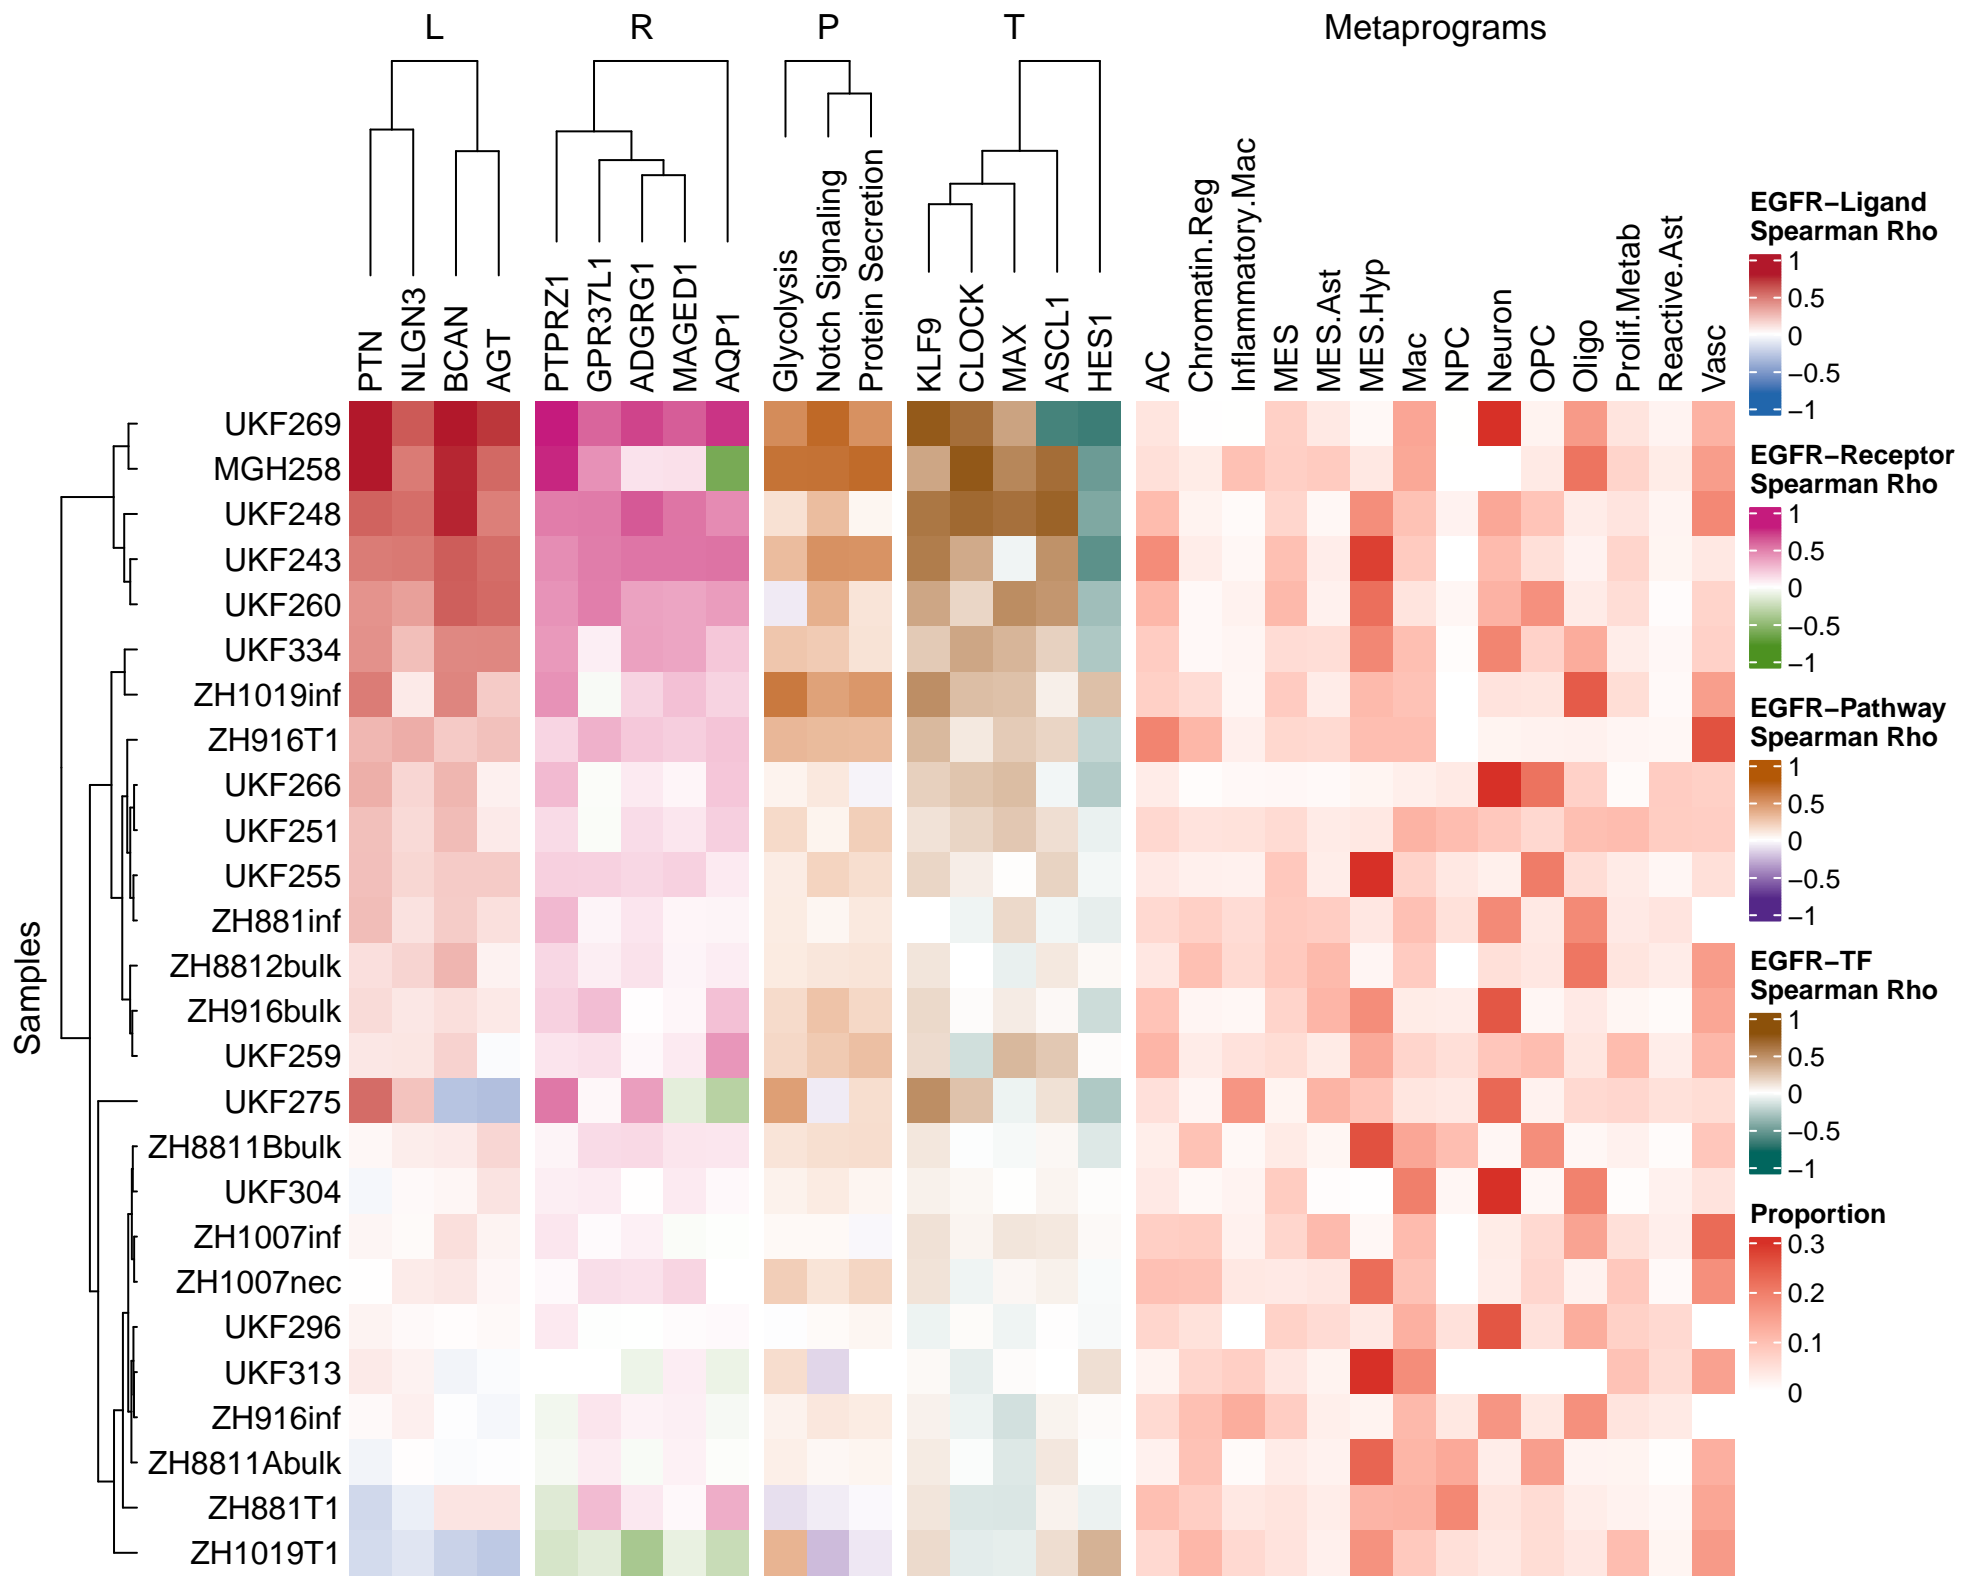 L R P T Metaprograms
PTN
NLGN3
BCAN
AGT
PTPRZ1
GPR37L1
ADGRG1
MAGED1
AQP1
Glycolysis
Notch Signaling
Protein Secretion
KLF9
CLOCK
MAX
ASCL1
HES1
AC
Chromatin.Reg
Inflammatory.Mac
MES
MES.Ast
MES.Hyp
Mac
NPC
Neuron
OPC
Oligo
Prolif.Metab
Reactive.Ast
Vasc
Samples
UKF269
MGH258
UKF248
UKF243
UKF260
UKF334
ZH1019inf
ZH916T1
UKF266
UKF251
UKF255
ZH881inf
ZH8812bulk
ZH916bulk
UKF259
UKF275
ZH8811Bbulk
UKF304
ZH1007inf
ZH1007nec
UKF296
UKF313
ZH916inf
ZH8811Abulk
ZH881T1
ZH1019T1
EGFR−Ligand
Spearman Rho
1
0.5
0
−0.5
−1
EGFR−Receptor
Spearman Rho
1
0.5
0
−0.5
−1
EGFR−Pathway
Spearman Rho
1
0.5
0
−0.5
−1
EGFR−TF
Spearman Rho
1
0.5
0
−0.5
−1
Proportion
0.3
0.2
0.1
0